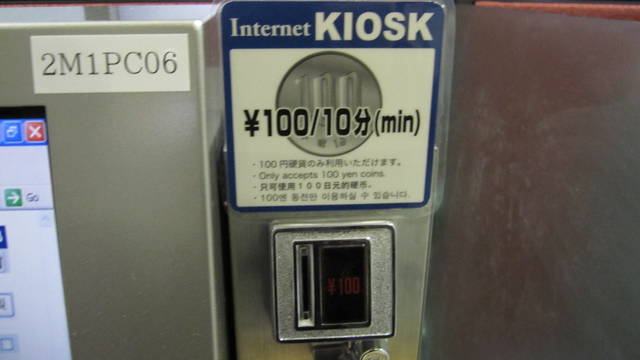 2M1PC06
Internet KIOSK
100
¥100/10分(min)
・100円硬貨のみ利用いただけます。
・Only accepts 100 yen coins.
・只可使用100日元的硬币。
・100엔 동전만 이용하실 수 있습니다.
Go
¥100